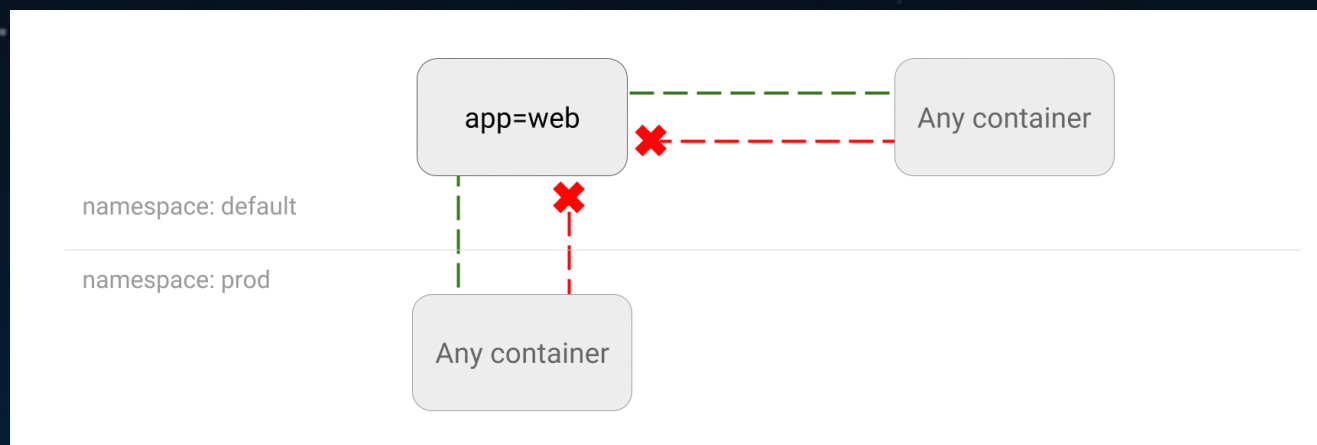 app=web
Any container
namespace: default
namespace: prod
Any container